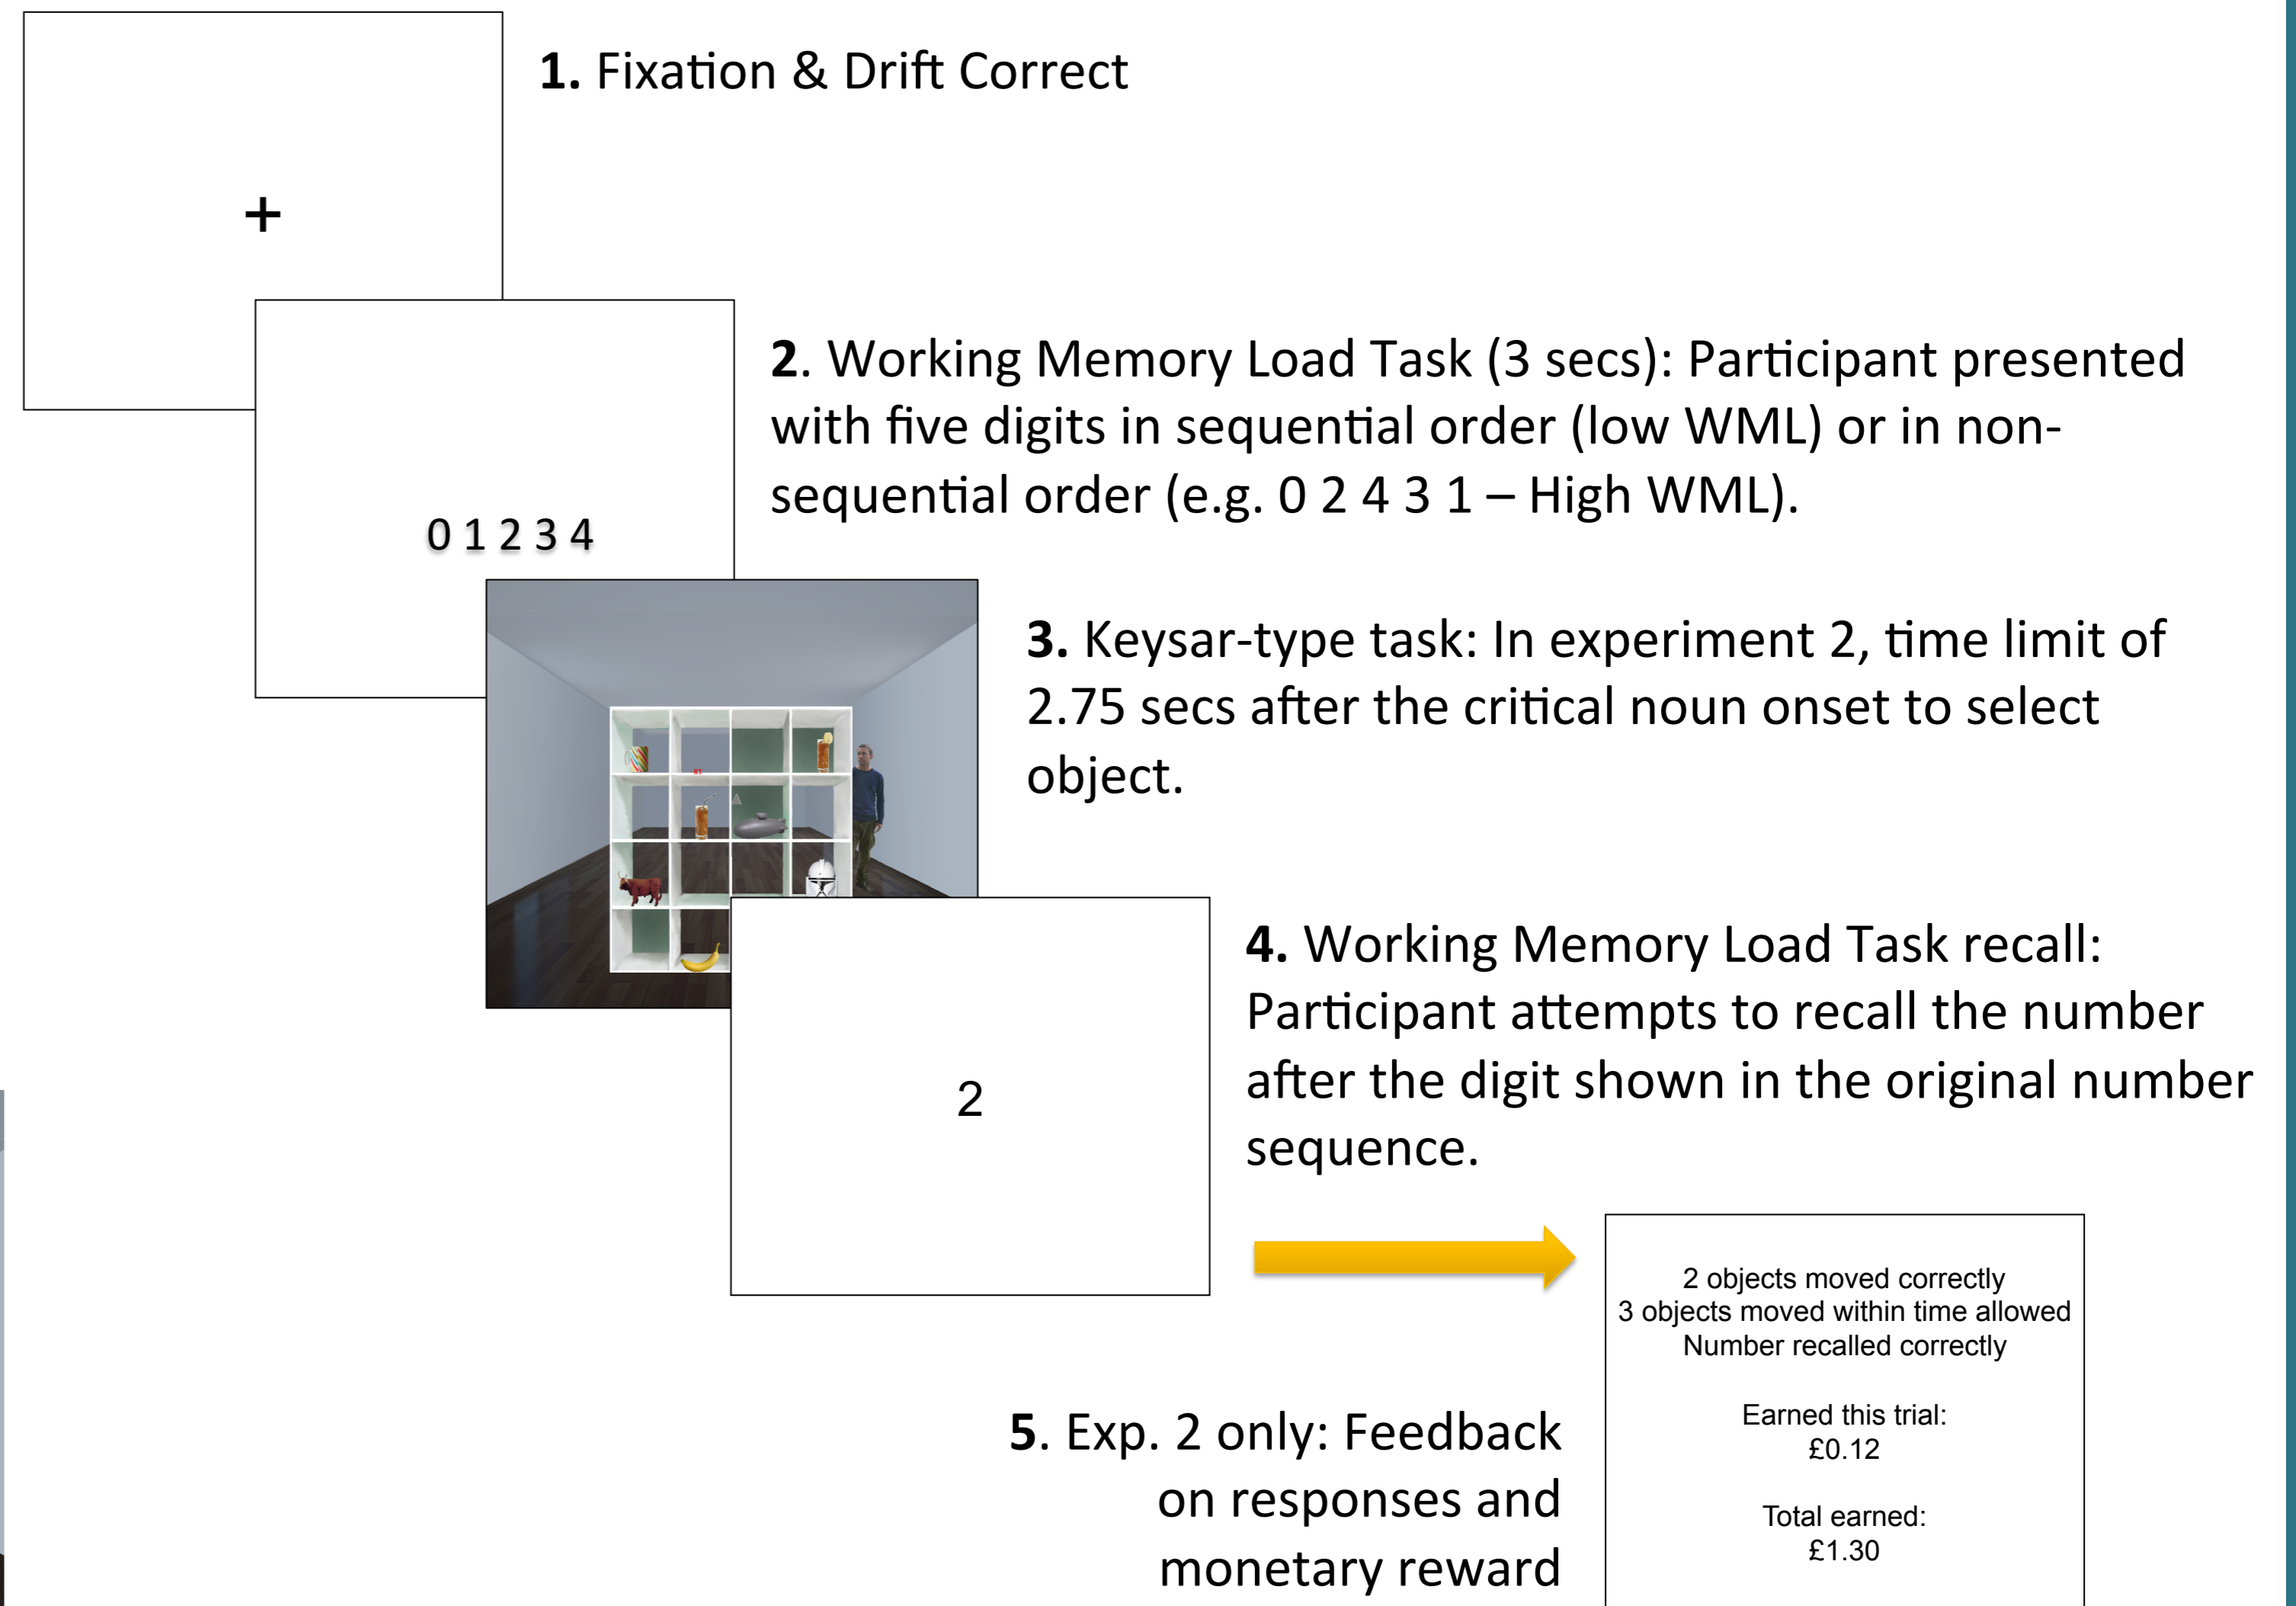 1. Fixation & Drift Correct
+
2. Working Memory Load Task (3 secs): Participant presented
with five digits in sequential order (low WML) or in non-
sequential order (e.g. 0 2 4 3 1 – High WML).
0 1 2 3 4
3. Keysar-type task: In experiment 2, time limit of
2.75 secs after the critical noun onset to select
object.
4. Working Memory Load Task recall:
Participant attempts to recall the number
after the digit shown in the original number
sequence.
2
2 objects moved correctly
3 objects moved within time allowed
Number recalled correctly
Earned this trial:
£0.12
Total earned:
£1.30
5. Exp. 2 only: Feedback
on responses and
monetary reward